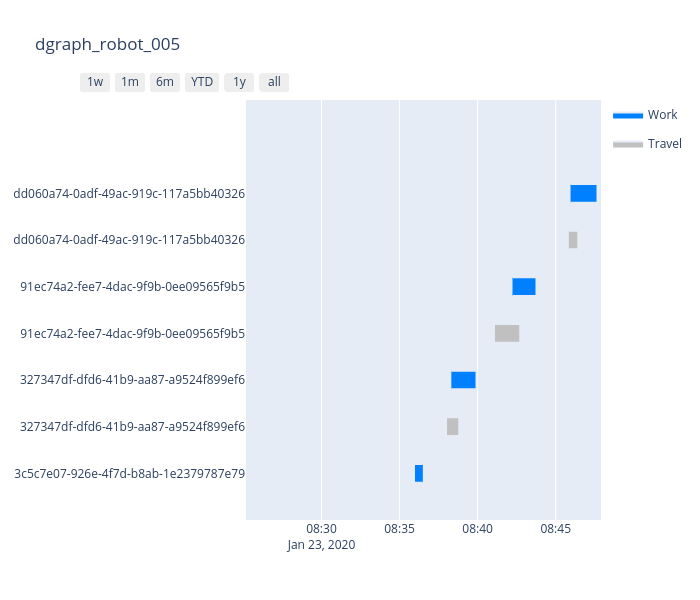 dgraph_robot_005
1w 1m 6m YTD 1y all
Work
Travel
dd060a74-0adf-49ac-919c-117a5bb40326
dd060a74-0adf-49ac-919c-117a5bb40326
91ec74a2-fee7-4dac-9f9b-0ee09565f9b5
91ec74a2-fee7-4dac-9f9b-0ee09565f9b5
327347df-dfd6-41b9-aa87-a9524f899ef6
327347df-dfd6-41b9-aa87-a9524f899ef6
3c5c7e07-926e-4f7d-b8ab-1e2379787e79
08:30 08:35 08:40 08:45
Jan 23, 2020